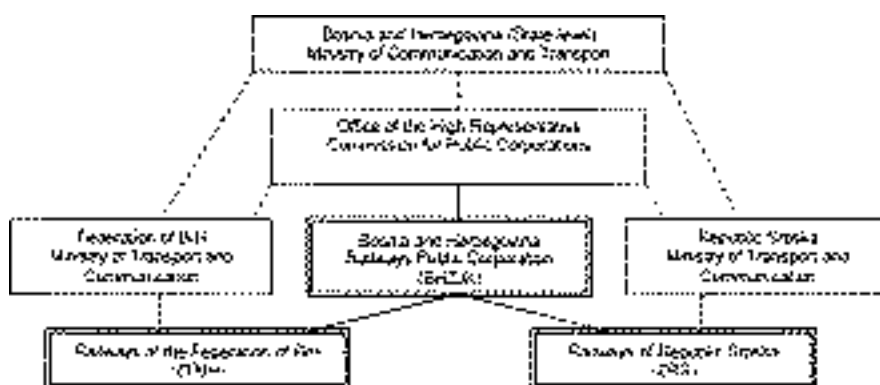 Bosnia and Herzegovina (State level)
Ministry of Communication and Transport
Office of the High Representative
Commission for Public Corporations
Federation of BiH
Ministry of Transport and
Communication
Bosnia and Herzegovina
Railways Public Corporation
Republic Srpska
Ministry of Transport and
Communication
Railways of the Federation of
Railways of Republic Srpska